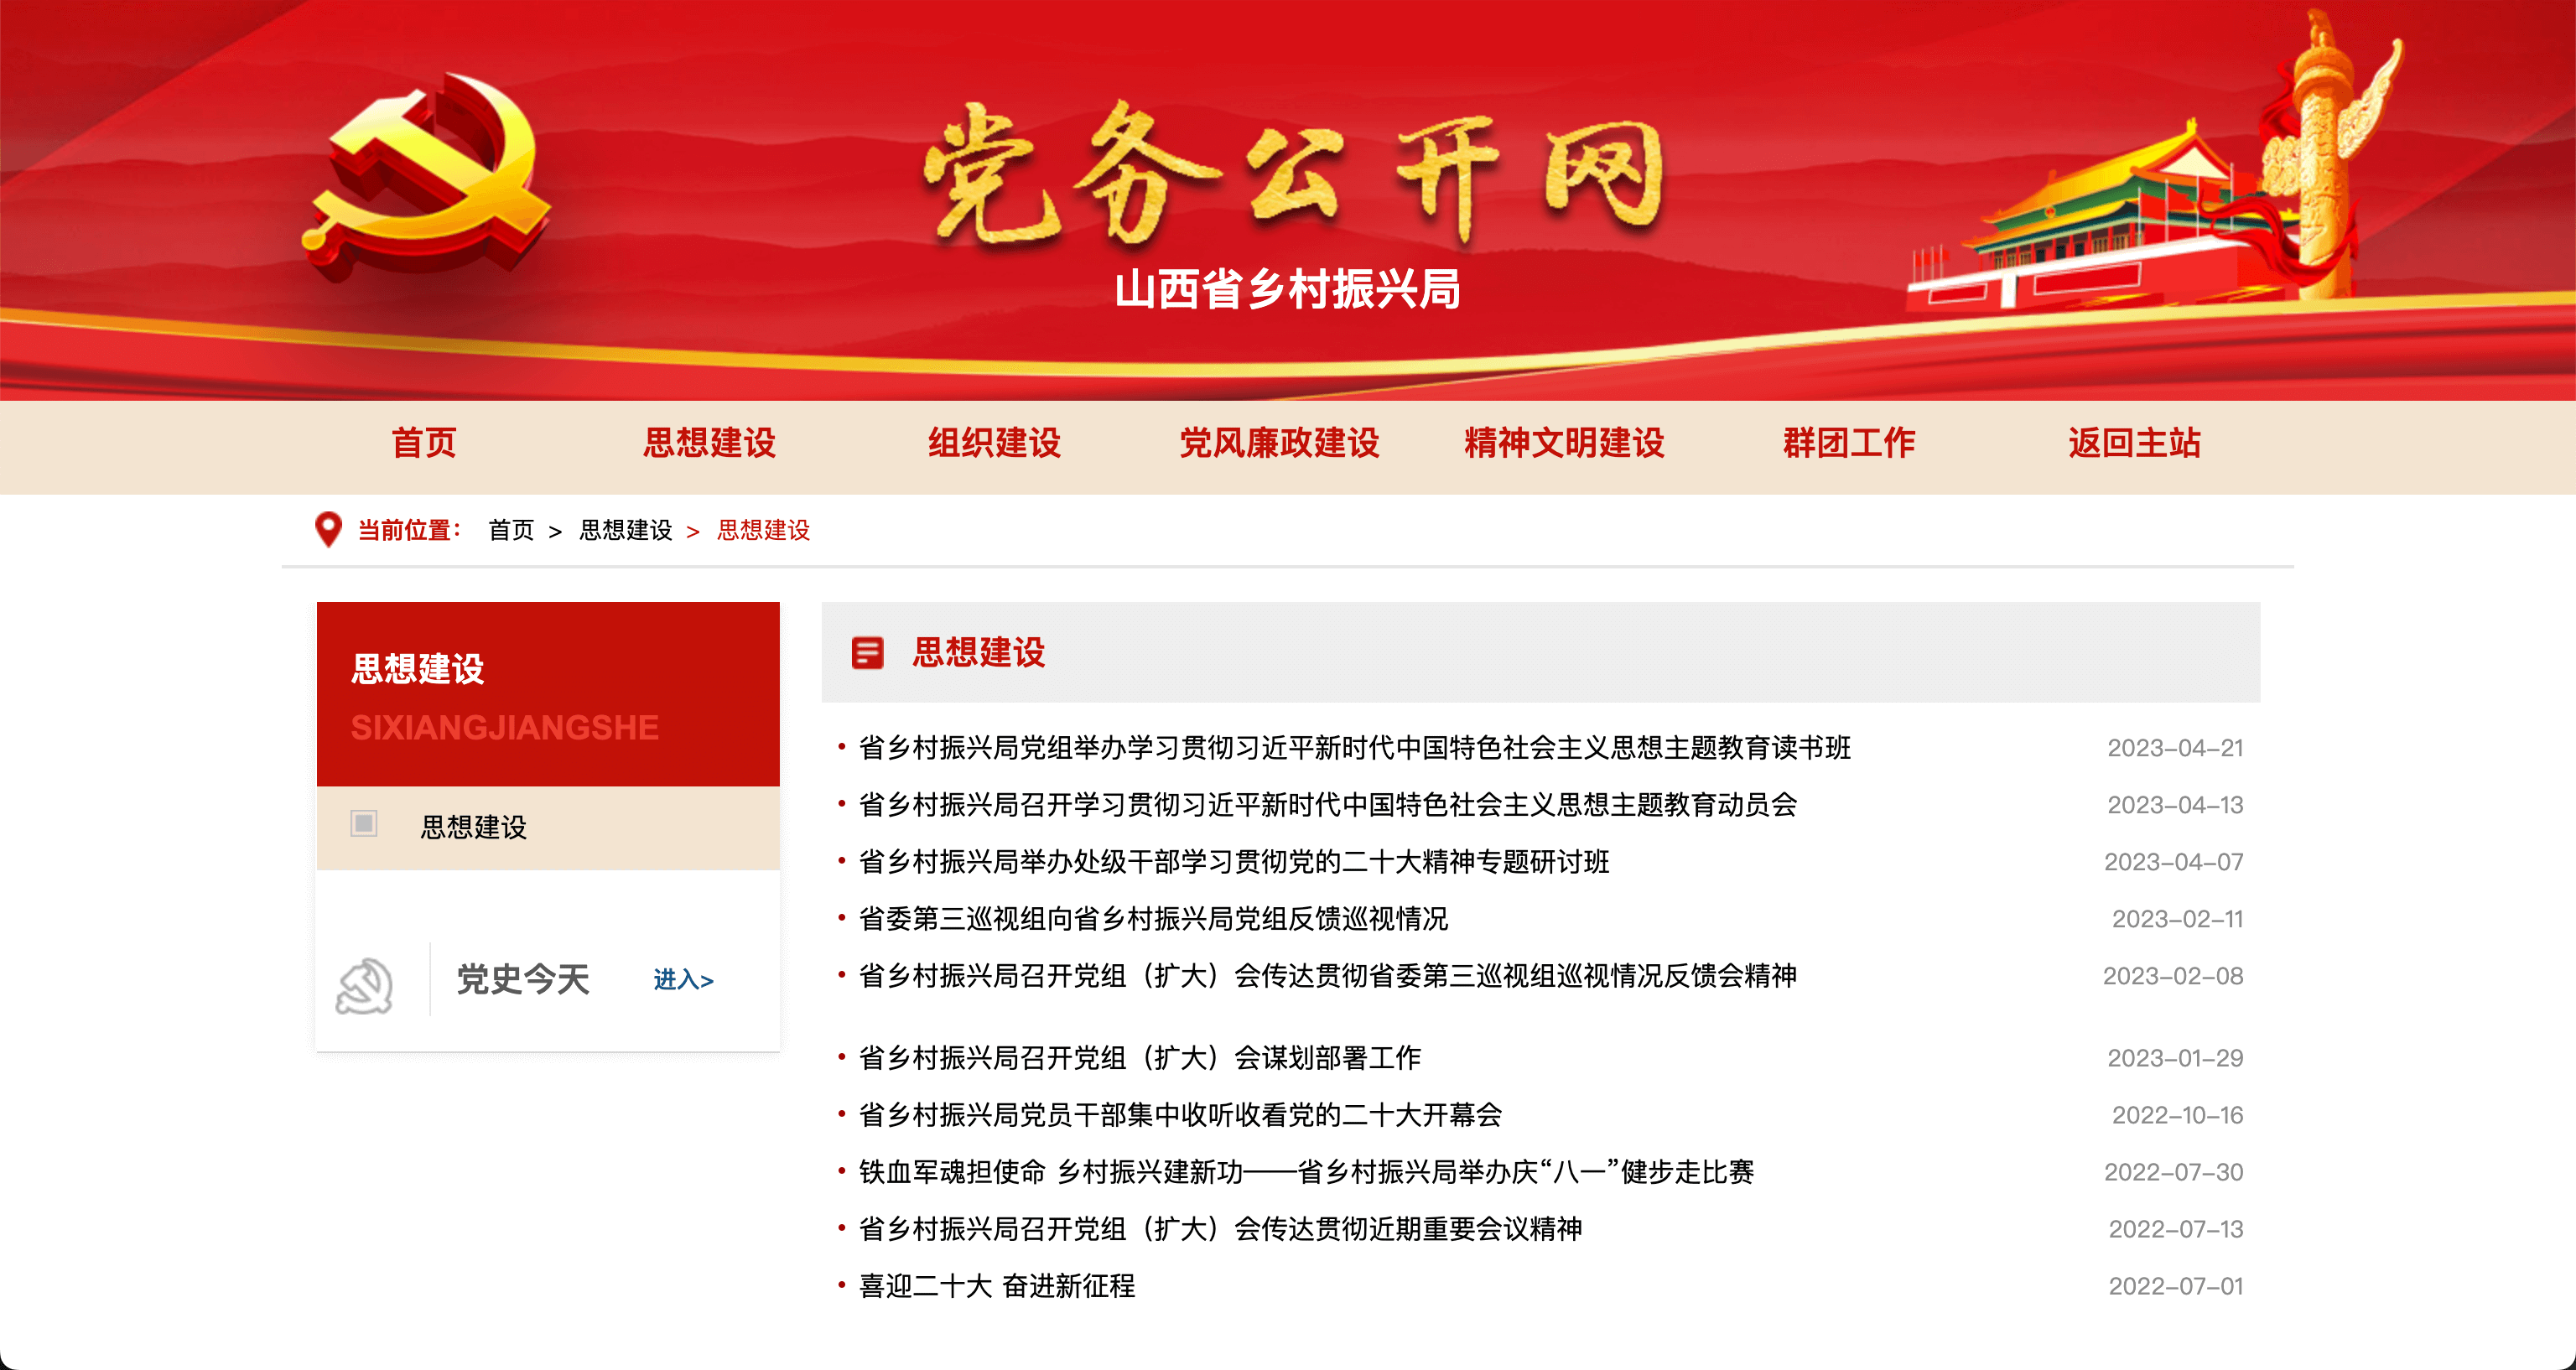 党务公开网
山西省乡村振兴局
首页 思想建设 组织建设 党风廉政建设 精神文明建设 群团工作 返回主站
当前位置： 首页 > 思想建设 > 思想建设
思想建设
SIXIANGJIANGSHE
思想建设
党史今天 进入>
思想建设
省乡村振兴局党组举办学习贯彻习近平新时代中国特色社会主义思想主题教育读书班 2023-04-21
省乡村振兴局召开学习贯彻习近平新时代中国特色社会主义思想主题教育动员会 2023-04-13
省乡村振兴局举办处级干部学习贯彻党的二十大精神专题研讨班 2023-04-07
省委第三巡视组向省乡村振兴局党组反馈巡视情况 2023-02-11
省乡村振兴局召开党组（扩大）会传达贯彻省委第三巡视组巡视情况反馈会精神 2023-02-08
省乡村振兴局召开党组（扩大）会谋划部署工作 2023-01-29
省乡村振兴局党员干部集中收听收看党的二十大开幕会 2022-10-16
铁血军魂担使命 乡村振兴建新功——省乡村振兴局举办庆“八一”健步走比赛 2022-07-30
省乡村振兴局召开党组（扩大）会传达贯彻近期重要会议精神 2022-07-13
喜迎二十大 奋进新征程 2022-07-01